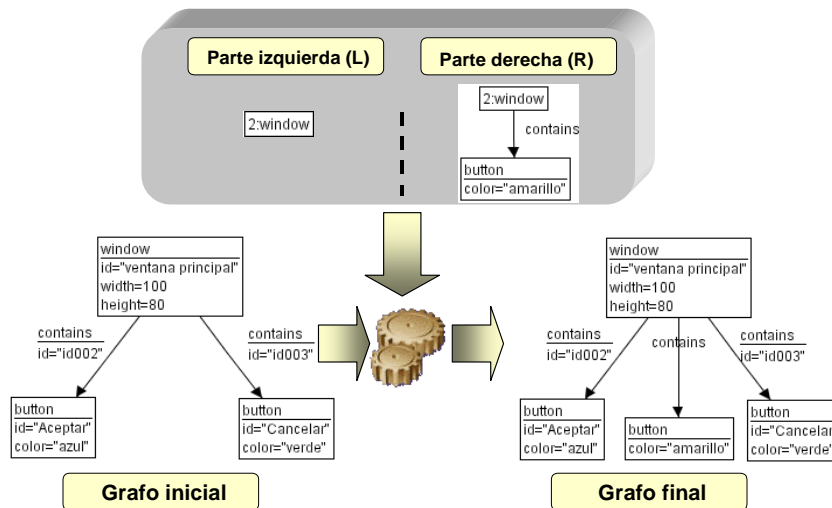 Parte izquierda (L)
Parte derecha (R)
2:window
2:window
contains
button
color="amarillo"
window
id="ventana principal"
width=100
height=80
contains
id="id002"
contains
id="id003"
button
id="Aceptar"
color="azul"
button
id="Cancelar"
color="verde"
Grafo inicial
window
id="ventana principal"
width=100
height=80
contains
id="id002"
contains
contains
id="id003"
button
id="Aceptar"
color="azul"
button
color="amarillo"
button
id="Cancelar"
color="verde"
Grafo final